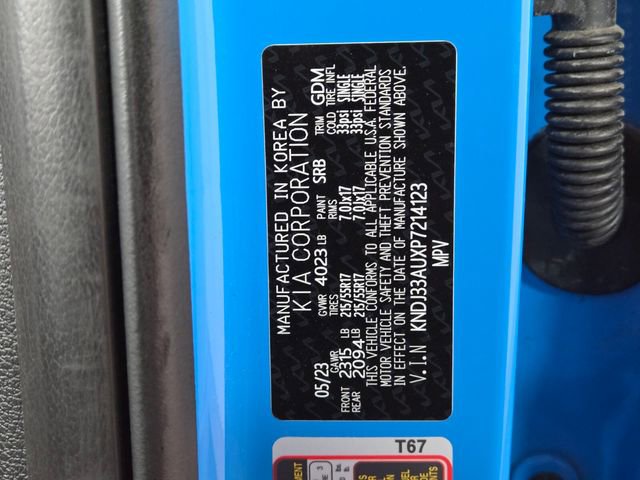 MANUFACTURED IN KOREA BY
KIA CORPORATION
05/23 GVWR 4023 LB PAINT SRB TRIM GDM
GAWR TIRES RIMS COLD TIRE INFL
FRONT 2315 LB 215/55R17 7.0Jx17 33psi SINGLE
REAR 2094 LB 215/55R17 7.0Jx17 33psi SINGLE
THIS VEHICLE CONFORMS TO ALL APPLICABLE U.S.A. FEDERAL
MOTOR VEHICLE SAFETY AND THEFT PREVENTION STANDARDS
IN EFFECT ON THE DATE OF MANUFACTURE SHOWN ABOVE.
V.I.N KNDJ33AUXP7214123
MPV
T67